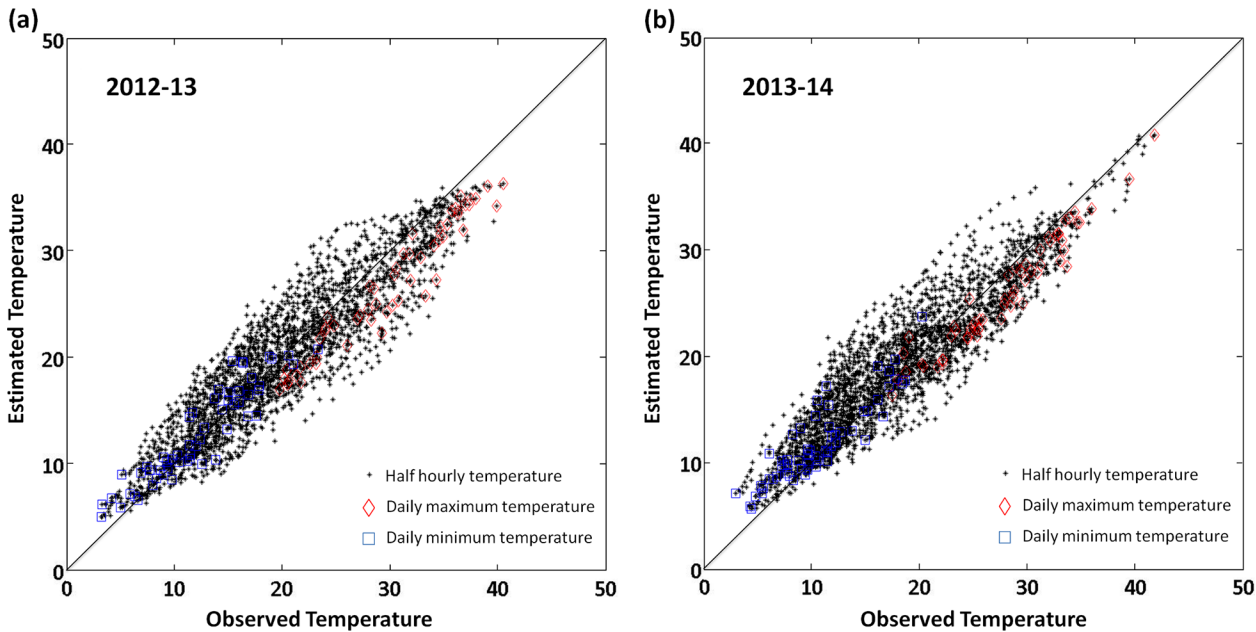 (a)
2012-13
50
40
30
20
10
0
0 10 20 30 40 50
Estimated Temperature
Observed Temperature
Half hourly temperature
Daily maximum temperature
Daily minimum temperature
(b)
2013-14
50
40
30
20
10
0
0 10 20 30 40 50
Estimated Temperature
Observed Temperature
Half hourly temperature
Daily maximum temperature
Daily minimum temperature